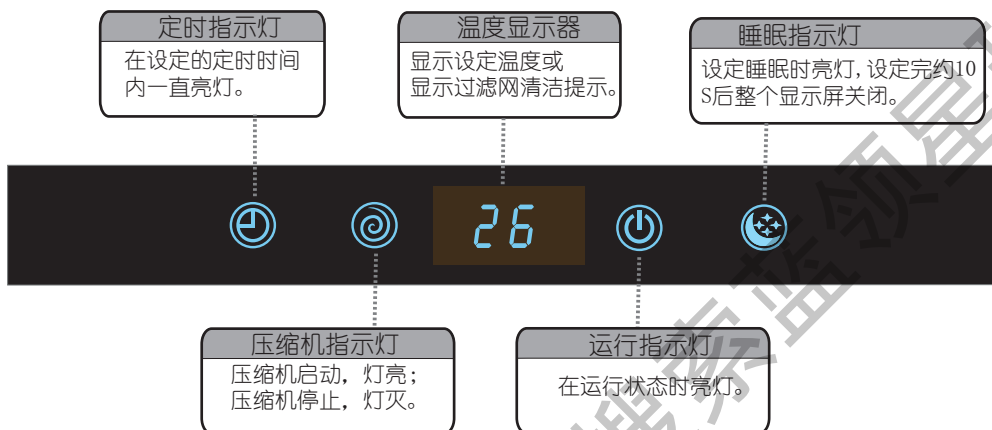 定时指示灯
在设定的定时时间
内一直亮灯。
温度显示器
显示设定温度或
显示过滤网清洁提示。
睡眠指示灯
设定睡眠时亮灯,设定完约10
S后整个显示屏关闭。
26
压缩机指示灯
压缩机启动，灯亮；
压缩机停止，灯灭。
运行指示灯
在运行状态时亮灯。
搜索蓝领星